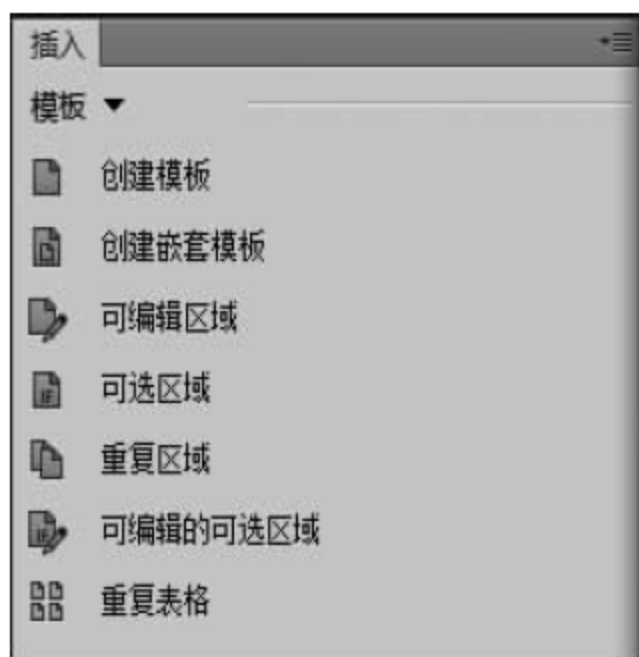 插入
模板
创建模板
创建嵌套模板
可编辑区域
可选区域
重复区域
可编辑的可选区域
重复表格